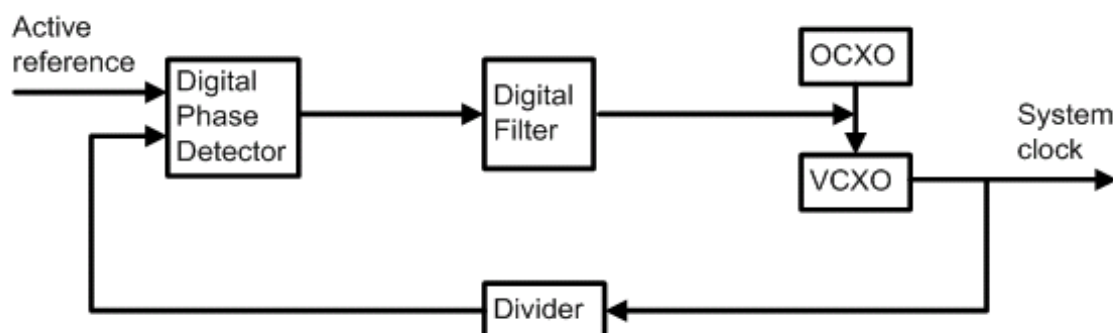 Active
reference
Digital
Phase
Detector
Digital
Filter
OCXO
VCXO
System
clock
Divider